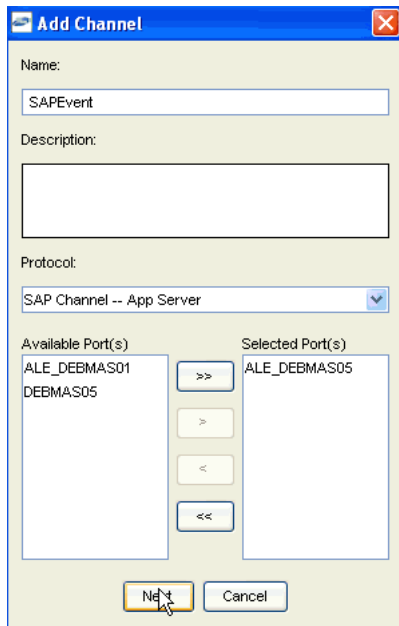 Add Channel
Name:
SAPEvent
Description:
Protocol:
SAP Channel -- App Server
Available Port(s)
ALE_DEBMAS01
DEBMAS05
>>
>
<
<<
Selected Port(s)
ALE_DEBMAS05
Next
Cancel